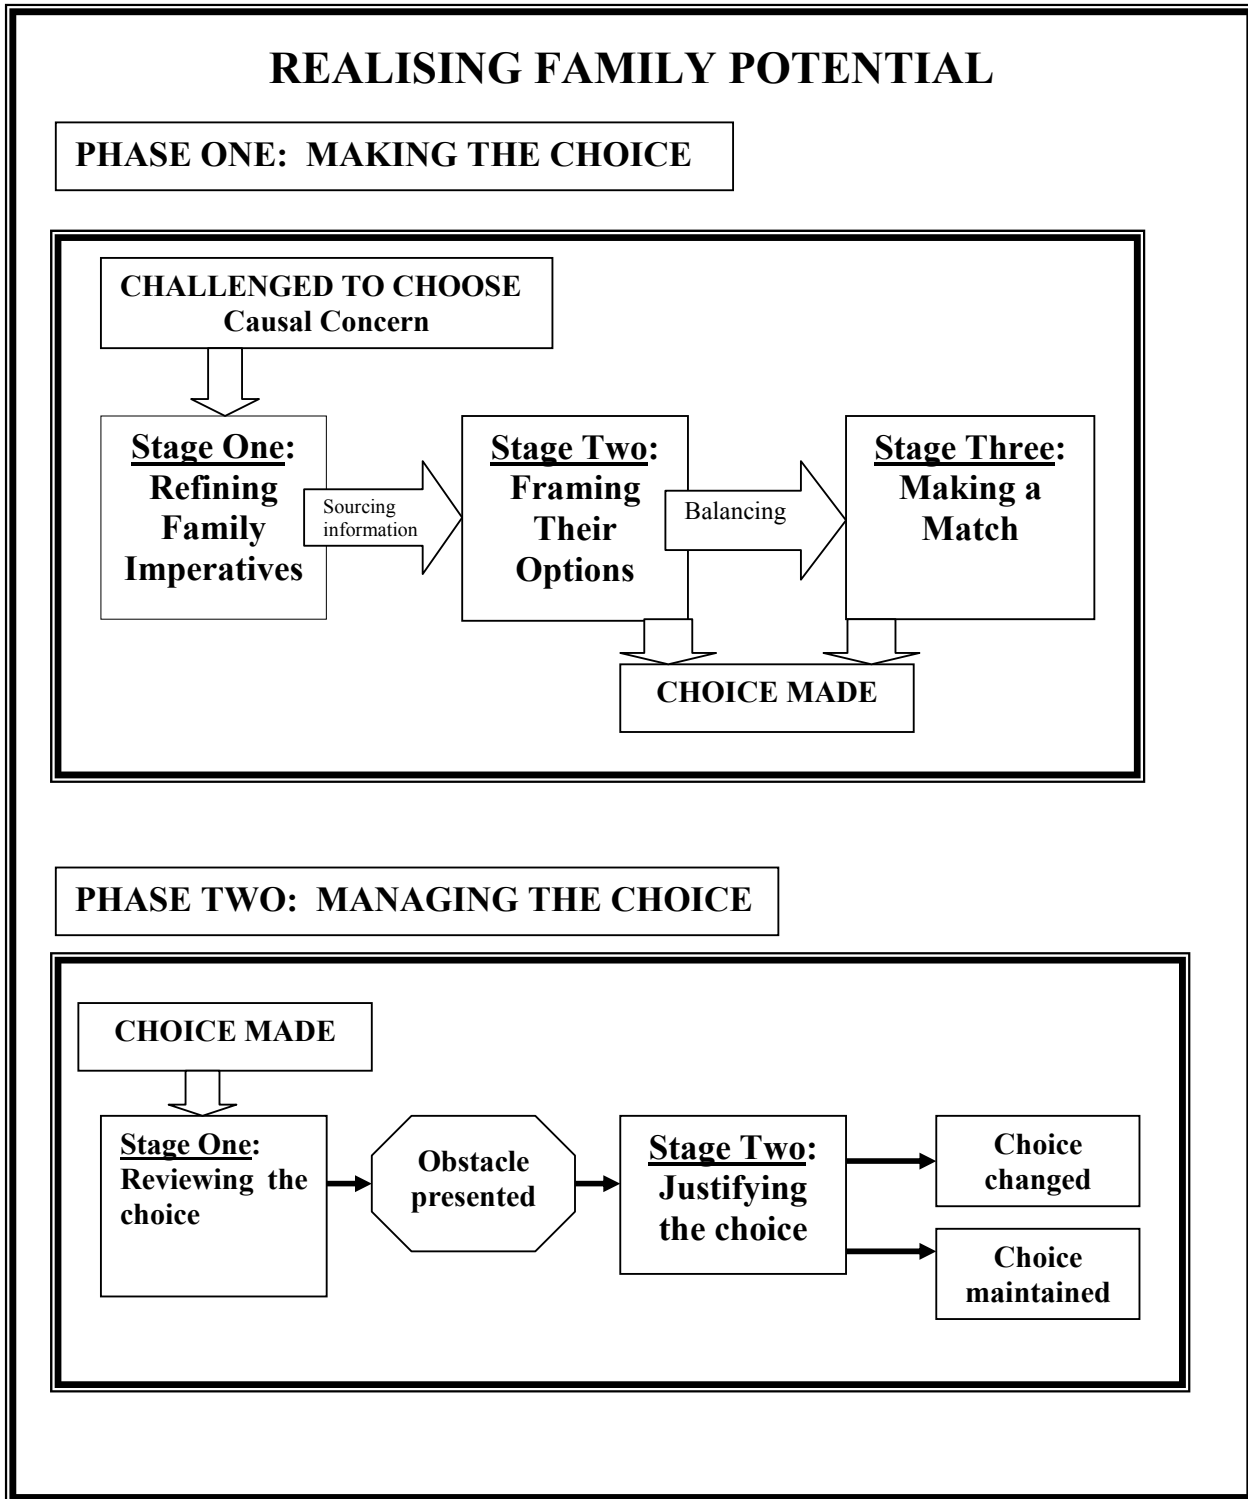 REALISING FAMILY POTENTIAL
PHASE ONE: MAKING THE CHOICE
CHALLENGED TO CHOOSE
Causal Concern
Stage One:
Refining
Family
Imperatives
Sourcing
information
Stage Two:
Framing
Their
Options
Balancing
Stage Three:
Making a
Match
CHOICE MADE
PHASE TWO: MANAGING THE CHOICE
CHOICE MADE
Stage One:
Reviewing the
choice
Obstacle
presented
Stage Two:
Justifying
the choice
Choice
changed
Choice
maintained